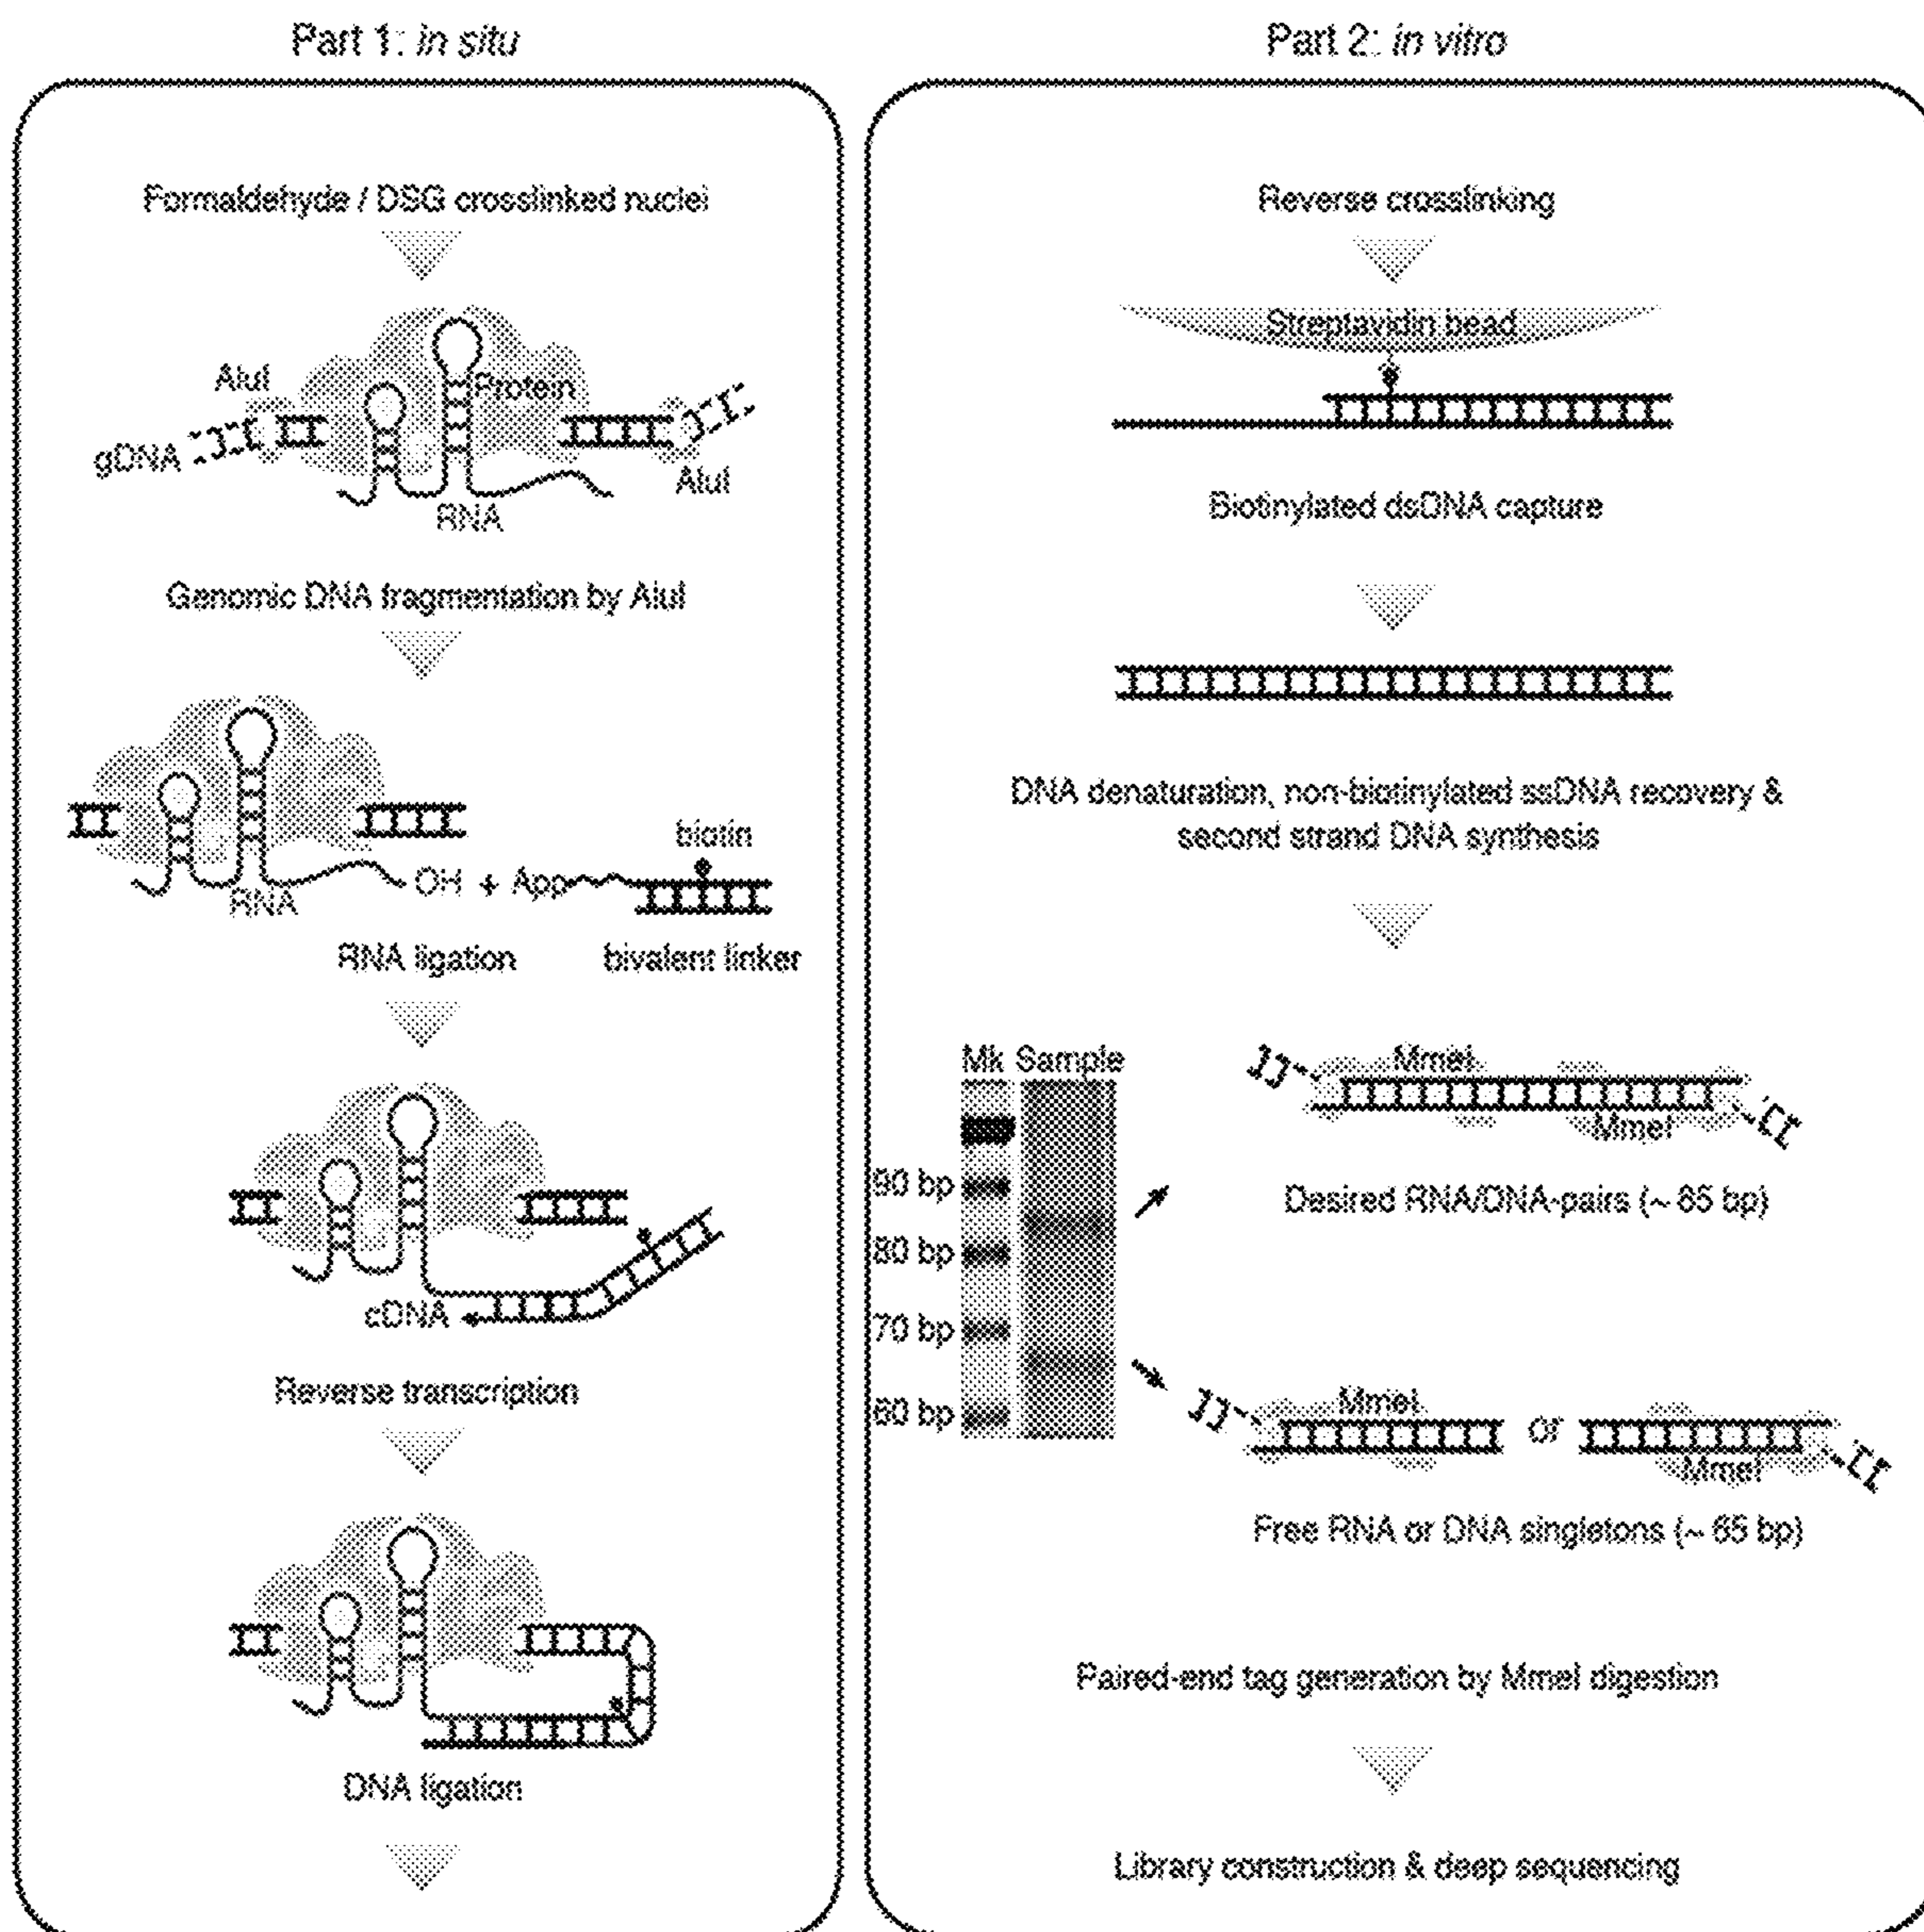 Part 1: in situ
Formaldehyde / DSG crosslinked nuclei
AluI
Protein
gDNA
AluI
RNA
Genomic DNA fragmentation by AluI
biotin
OH + App
RNA
RNA ligation
bivalent linker
cDNA
Reverse transcription
DNA ligation
Part 2: in vitro
Reverse crosslinking
Streptavidin bead
Biotinylated dsDNA capture
DNA denaturation, non-biotinylated ssDNA recovery &
second strand DNA synthesis
Mk Sample
90 bp
80 bp
70 bp
60 bp
MmeI
MmeI
Desired RNA/DNA-pairs (~ 85 bp)
MmeI
or
MmeI
Free RNA or DNA singletons (~ 65 bp)
Paired-end tag generation by MmeI digestion
Library construction & deep sequencing